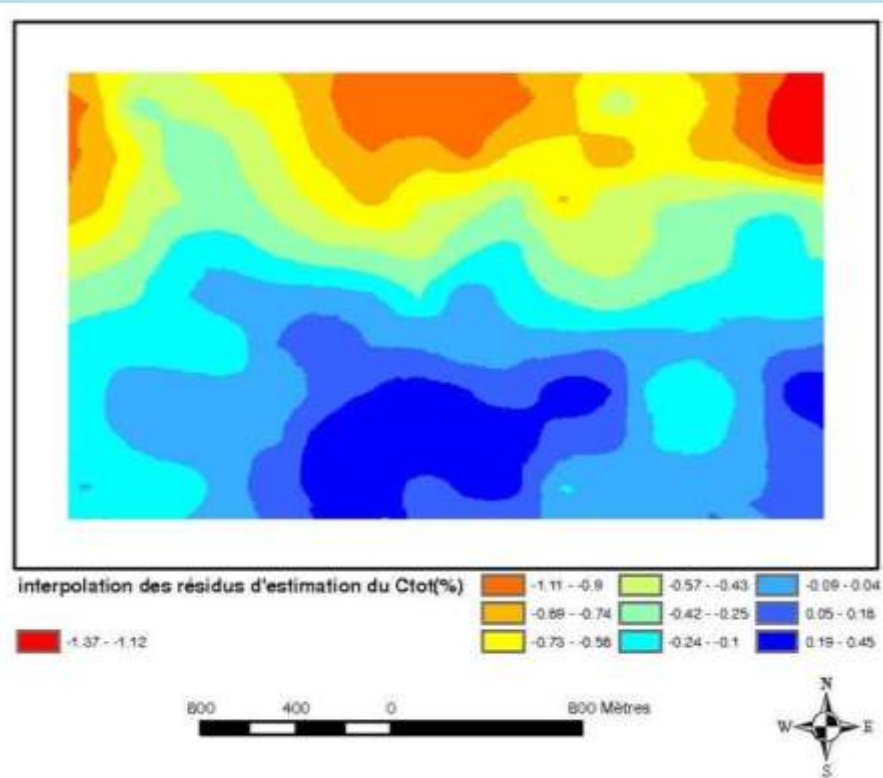 interpolation des résidus d'estimation du Ctot(%)
-1.37 - -1.12
-1.11 - -0.9
-0.89 - -0.74
-0.73 - -0.58
-0.57 - -0.43
-0.42 - -0.25
-0.24 - -0.1
-0.09 - -0.04
0.05 - 0.18
0.19 - 0.45
800 400 0 800 Mètres
N
W E
S